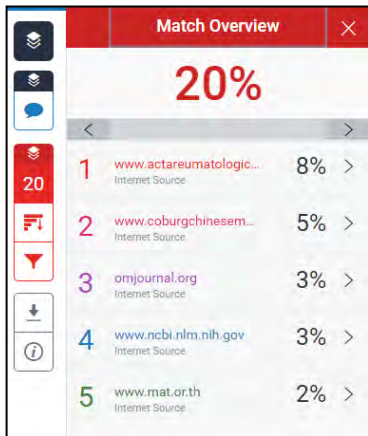 Match Overview
20%
20
1 www.actareumatologic... 8%
Internet Source
2 www.coburgchinesem... 5%
Internet Source
3 omjournal.org 3%
Internet Source
4 www.ncbi.nlm.nih.gov 3%
Internet Source
5 www.mat.or.th 2%
Internet Source